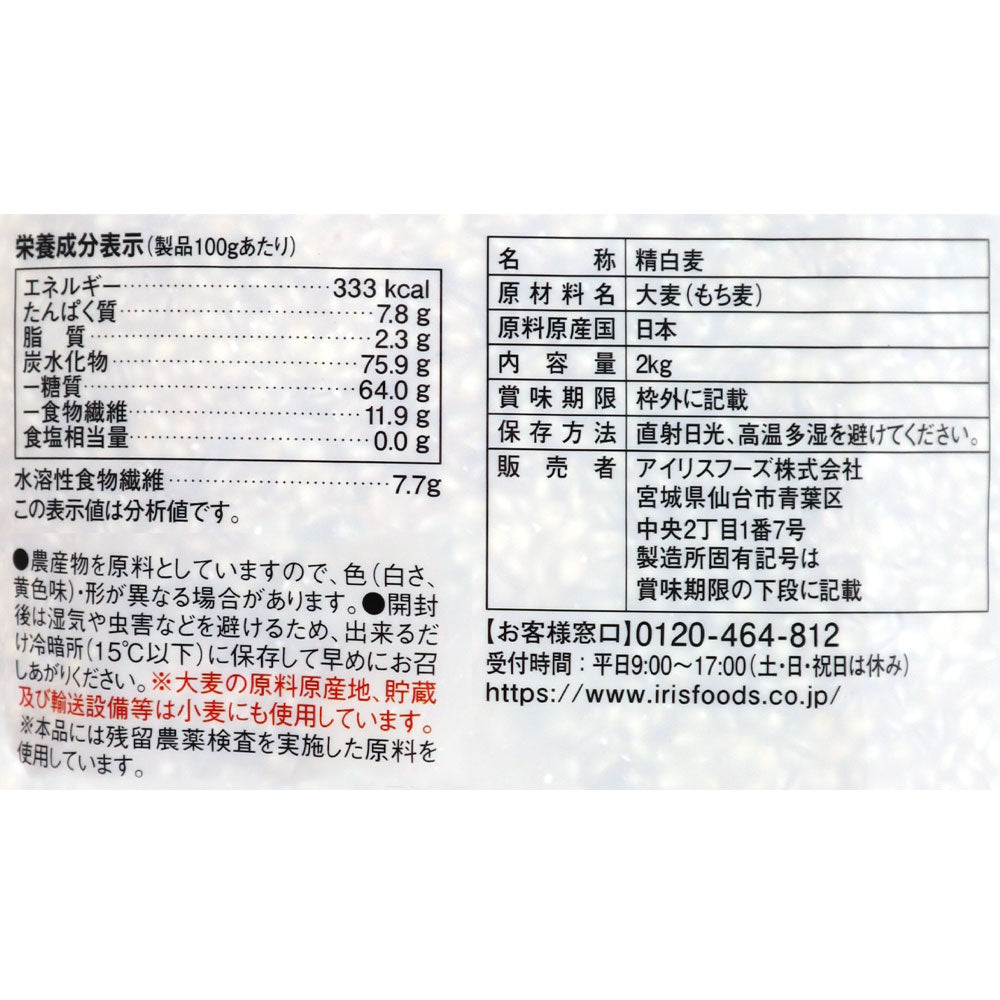 栄養成分表示(製品100gあたり)
エネルギー 333 kcal
たんぱく質 7.8 g
脂質 2.3 g
炭水化物 75.9 g
ー糖質 64.0 g
ー食物繊維 11.9 g
食塩相当量 0.0 g
水溶性食物繊維 7.7g
この表示値は分析値です。
●農産物を原料としていますので、色(白さ、
黄色味)・形が異なる場合があります。●開封
後は湿気や虫害などを避けるため、出来るだ
け冷暗所(15℃以下)に保存して早めにお召
しあがりください。※大麦の原料原産地、貯蔵
及び輸送設備等は小麦にも使用しています。
※本品には残留農薬検査を実施した原料を
使用しています。
名称 精白麦
原材料名 大麦(もち麦)
原料原産国 日本
内容量 2kg
賞味期限 枠外に記載
保存方法 直射日光、高温多湿を避けてください。
販売者 アイリスフーズ株式会社
宮城県仙台市青葉区
中央2丁目1番7号
製造所固有記号は
賞味期限の下段に記載
【お客様窓口】0120-464-812
受付時間:平日9:00～17:00(土・日・祝日は休み)
https://www.irisfoods.co.jp/